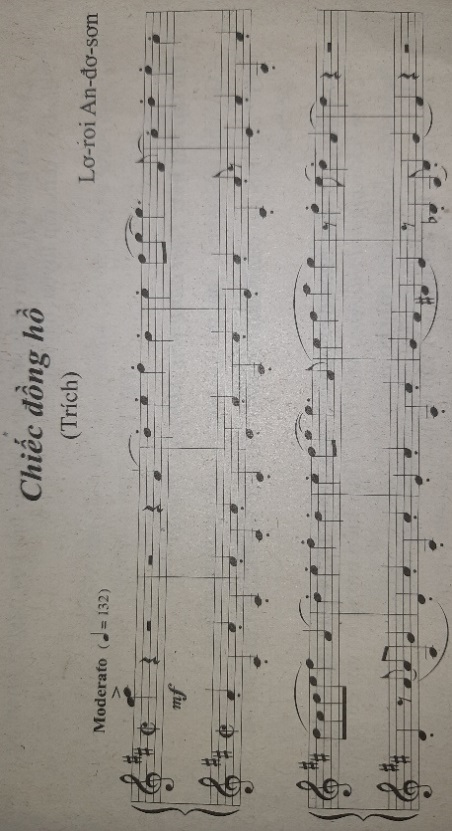 Chiếc đồng hồ
(Trích)
Lơ-roi An-đơ-sơn
Moderato (♩ = 132)
mf